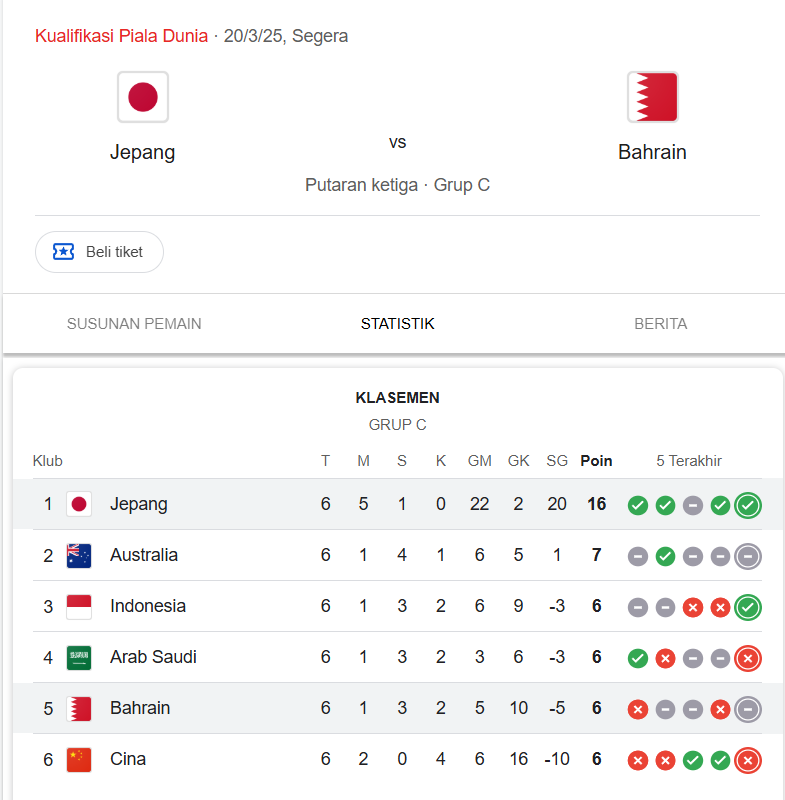 Kualifikasi Piala Dunia · 20/3/25, Segera
Jepang
vs
Bahrain
Putaran ketiga · Grup C
Beli tiket
SUSUNAN PEMAIN STATISTIK BERITA
KLASEMEN
GRUP C
Klub T M S K GM GK SG Poin 5 Terakhir
1 Jepang 6 5 1 0 22 2 20 16
2 Australia 6 1 4 1 6 5 1 7
3 Indonesia 6 1 3 2 6 9 -3 6
4 Arab Saudi 6 1 3 2 3 6 -3 6
5 Bahrain 6 1 3 2 5 10 -5 6
6 Cina 6 2 0 4 6 16 -10 6